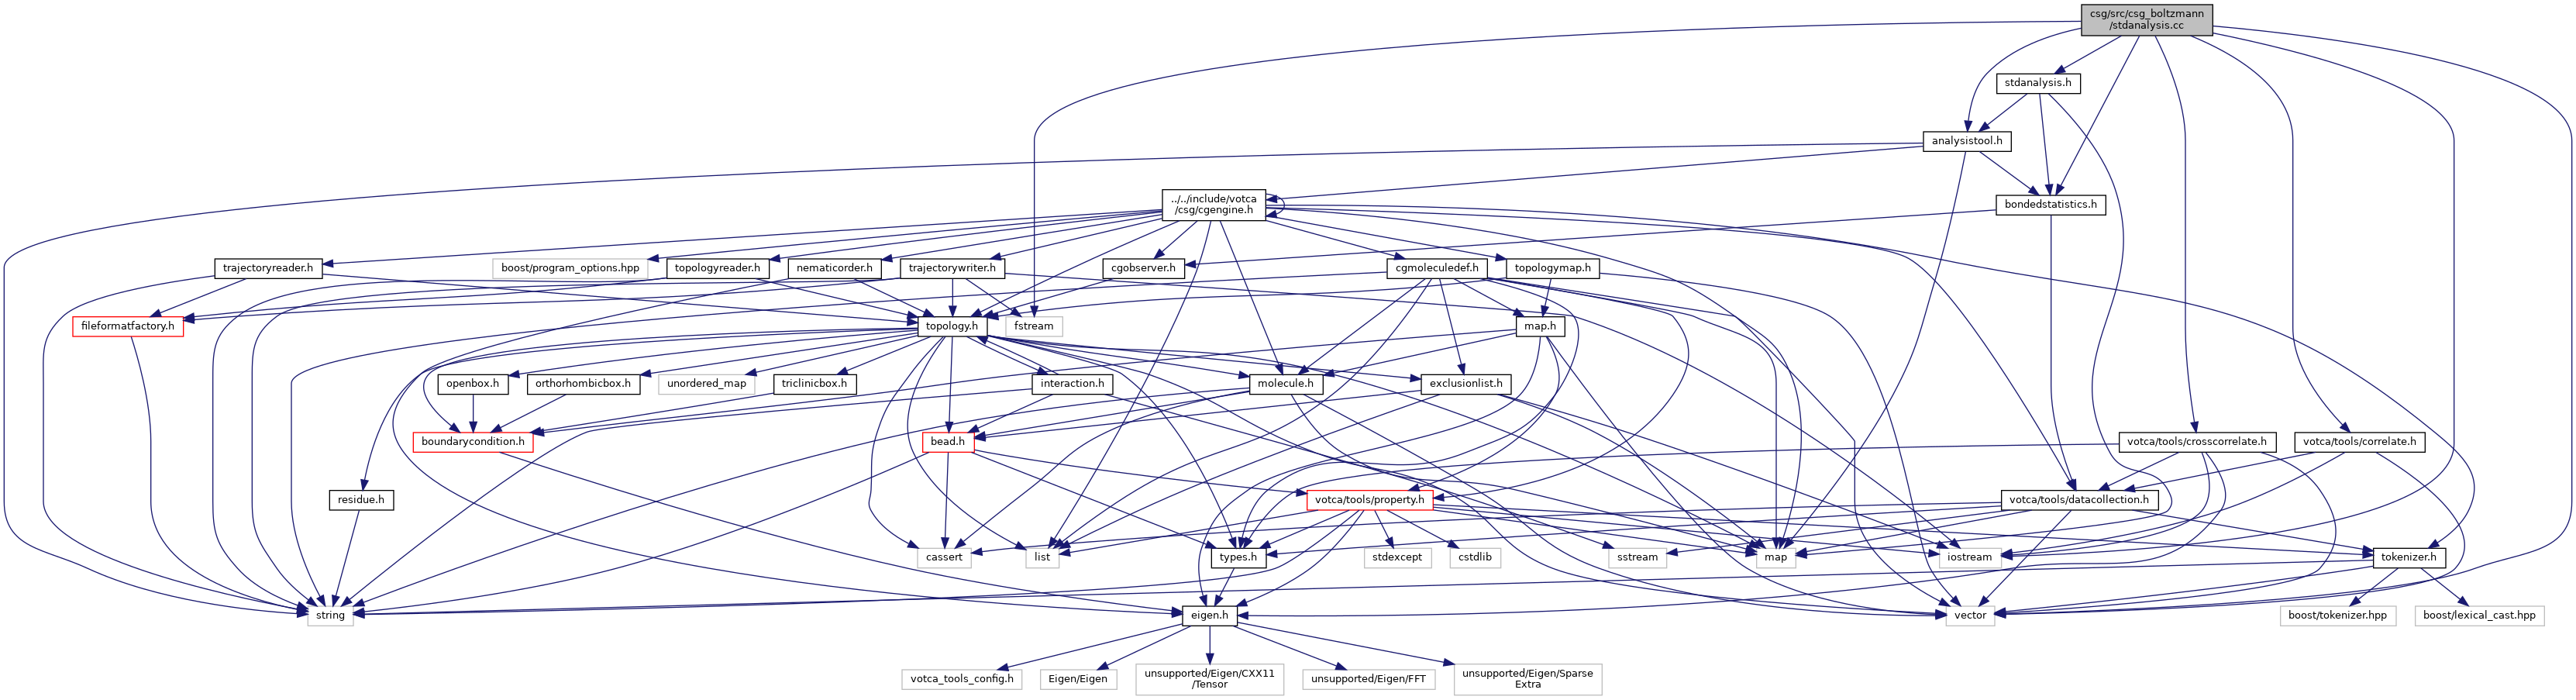 csg/src/csg_boltzmann
/stdanalysis.cc
stdanalysis.h
analysistool.h
../../include/votca
/csg/cgengine.h
bondedstatistics.h
trajectoryreader.h
boost/program_options.hpp
topologyreader.h
nematicorder.h
trajectorywriter.h
cgobserver.h
cgmoleculedef.h
topologymap.h
fileformatfactory.h
topology.h
fstream
map.h
openbox.h
orthorhombicbox.h
unordered_map
triclinicbox.h
interaction.h
molecule.h
exclusionlist.h
boundarycondition.h
bead.h
votca/tools/crosscorrelate.h
votca/tools/correlate.h
residue.h
votca/tools/property.h
votca/tools/datacollection.h
cassert
list
types.h
stdexcept
cstdlib
sstream
map
iostream
tokenizer.h
string
eigen.h
vector
boost/tokenizer.hpp
boost/lexical_cast.hpp
votca_tools_config.h
Eigen/Eigen
unsupported/Eigen/CXX11
/Tensor
unsupported/Eigen/FFT
unsupported/Eigen/Sparse
Extra